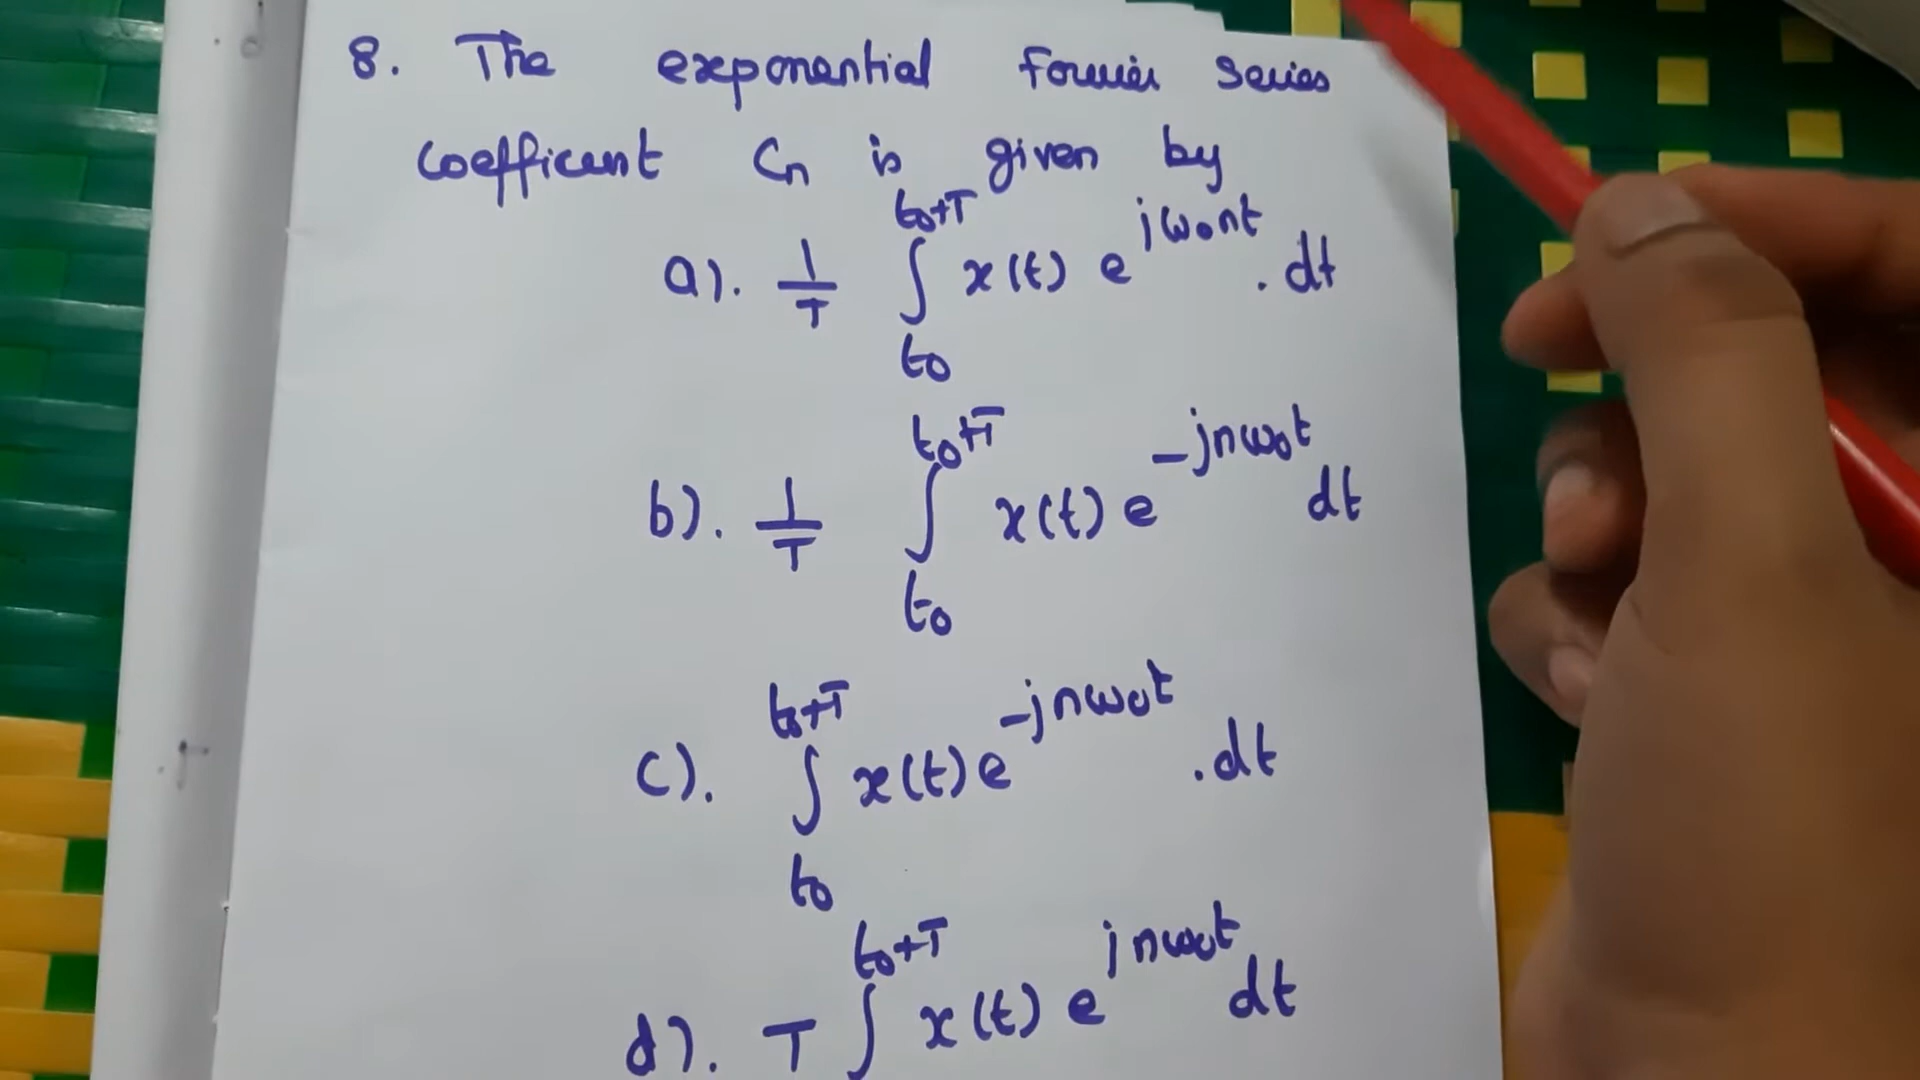 8. The exponential Fourier Series
coefficent Cn is given by
a). 1/T ∫_{t0}^{t0+T} x(t) e^{jω0nt} . dt
b). 1/T ∫_{t0}^{t0+T} x(t) e^{-jnω0t} dt
c). ∫_{t0}^{t0+T} x(t) e^{-jnω0t} . dt
d). T ∫^{t0+T} x(t) e^{jnω0t} dt